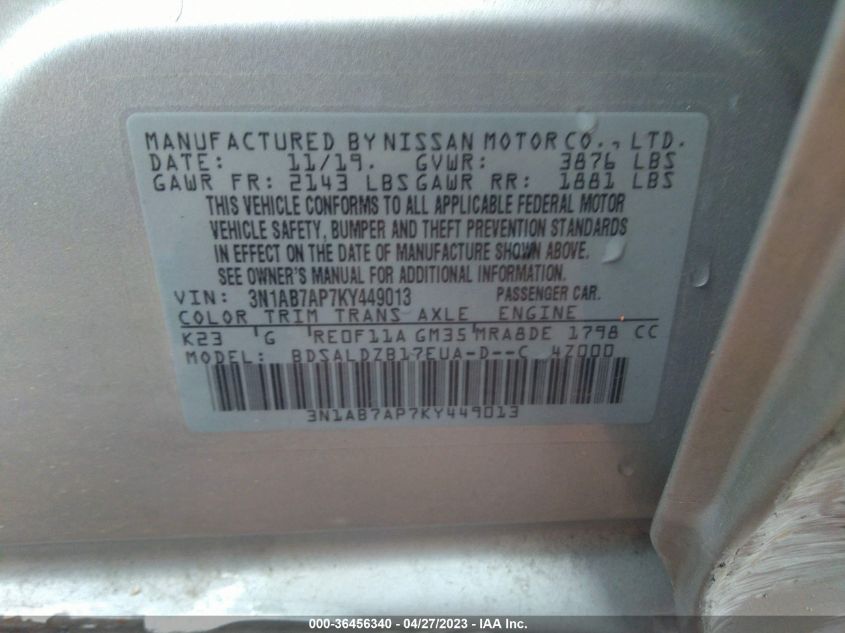 MANUFACTURED BY NISSAN MOTOR CO., LTD.
DATE: 11/19. GVWR: 3876 LBS
GAWR FR: 2143 LBS GAWR RR: 1881 LBS
THIS VEHICLE CONFORMS TO ALL APPLICABLE FEDERAL MOTOR
VEHICLE SAFETY, BUMPER AND THEFT PREVENTION STANDARDS
IN EFFECT ON THE DATE OF MANUFACTURE SHOWN ABOVE.
SEE OWNER'S MANUAL FOR ADDITIONAL INFORMATION.
VIN: 3N1AB7AP7KY449013 PASSENGER CAR.
COLOR TRIM TRANS AXLE ENGINE
K23 G RE0F11A GM35 MRA8DE 1798 CC
MODEL: BDSALDZB17EUA-D--C 4Z000
3N1AB7AP7KY449013
000-36456340 - 04/27/2023 - IAA Inc.